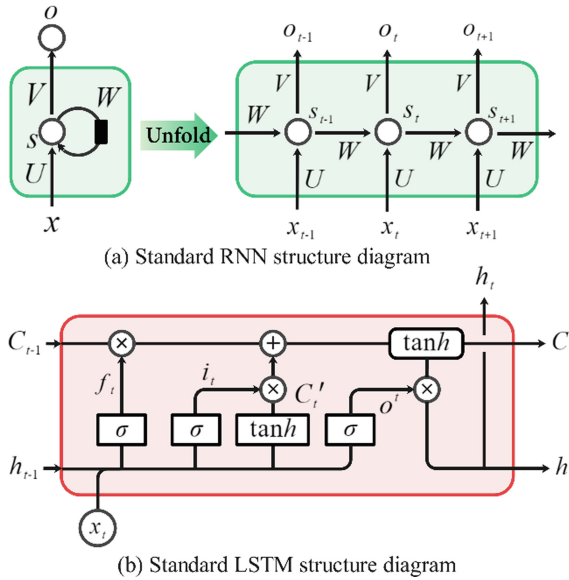 o
V
W
s
U
x
Unfold
o_{t-1} o_t o_{t+1}
V V V
W s_{t-1} s_t s_{t+1}
W W W
U U U
x_{t-1} x_t x_{t+1}
(a) Standard RNN structure diagram
h_t
C_{t-1} × + tanh C
f_t i_t × C_t' o^t ×
σ σ tanh σ
h_{t-1} h
x_t
(b) Standard LSTM structure diagram